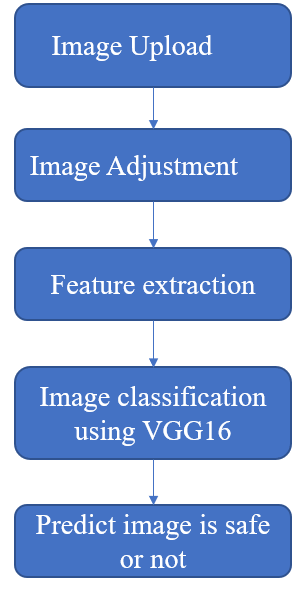 Image Upload
Image Adjustment
Feature extraction
Image classification
using VGG16
Predict image is safe
or not